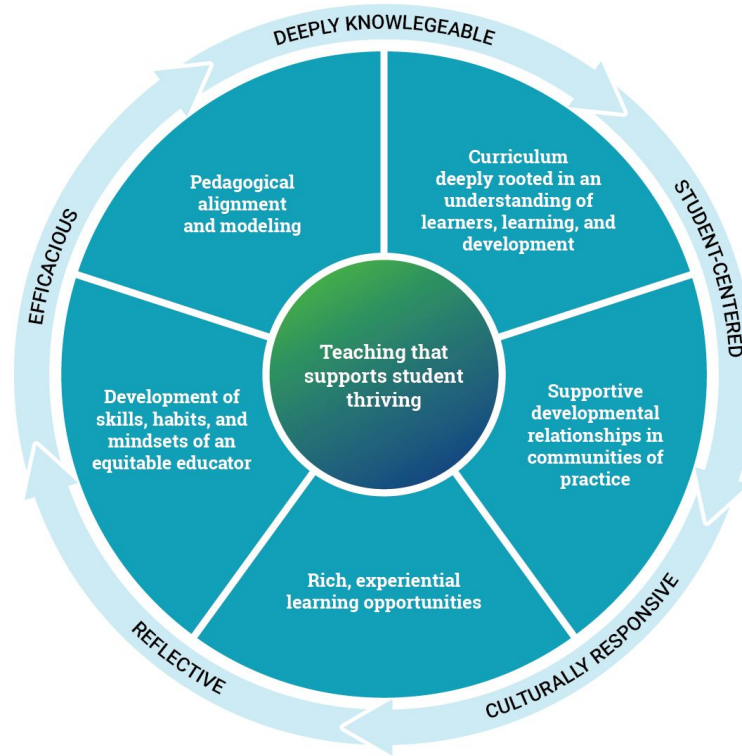 DEEPLY KNOWLEGEABLE
STUDENT-CENTERED
CULTURALLY RESPONSIVE
REFLECTIVE
EFFICACIOUS
Pedagogical
alignment
and modeling
Curriculum
deeply rooted in an
understanding of
learners, learning, and
development
Supportive
developmental
relationships in
communities of
practice
Rich, experiential
learning opportunities
Development of
skills, habits, and
mindsets of an
equitable educator
Teaching that
supports student
thriving